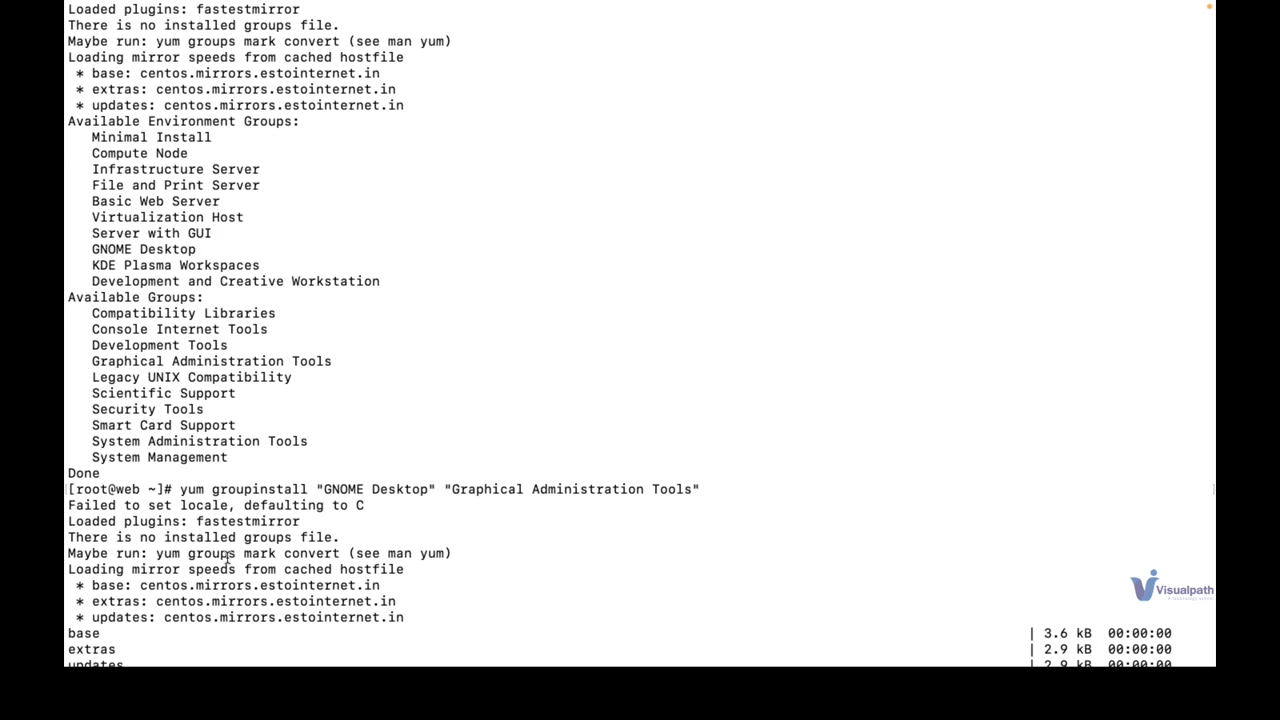 Loaded plugins: fastestmirror
There is no installed groups file.
Maybe run: yum groups mark convert (see man yum)
Loading mirror speeds from cached hostfile
 * base: centos.mirrors.estointernet.in
 * extras: centos.mirrors.estointernet.in
 * updates: centos.mirrors.estointernet.in
Available Environment Groups:
   Minimal Install
   Compute Node
   Infrastructure Server
   File and Print Server
   Basic Web Server
   Virtualization Host
   Server with GUI
   GNOME Desktop
   KDE Plasma Workspaces
   Development and Creative Workstation
Available Groups:
   Compatibility Libraries
   Console Internet Tools
   Development Tools
   Graphical Administration Tools
   Legacy UNIX Compatibility
   Scientific Support
   Security Tools
   Smart Card Support
   System Administration Tools
   System Management
Done
[root@web ~]# yum groupinstall "GNOME Desktop" "Graphical Administration Tools"
Failed to set locale, defaulting to C
Loaded plugins: fastestmirror
There is no installed groups file.
Maybe run: yum groups mark convert (see man yum)
Loading mirror speeds from cached hostfile
 * base: centos.mirrors.estointernet.in
 * extras: centos.mirrors.estointernet.in
 * updates: centos.mirrors.estointernet.in
base | 3.6 kB 00:00:00
extras | 2.9 kB 00:00:00
updates | 2.9 kB 00:00:00
Visualpath